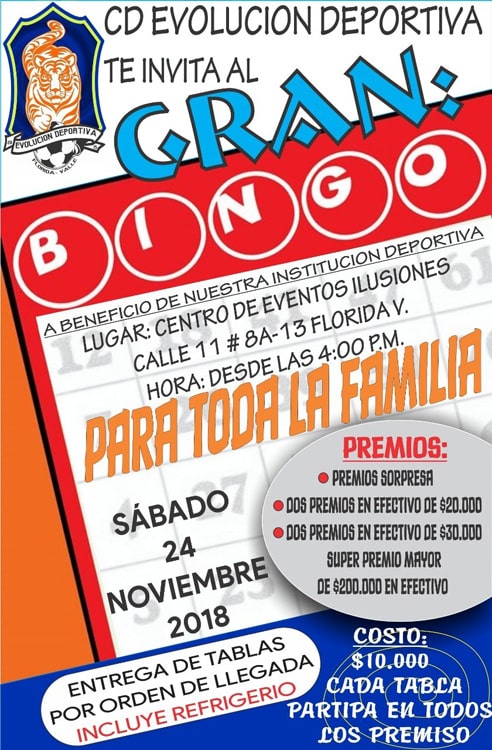 CD EVOLUCION DEPORTIVA
TE INVITA AL
GRAN:
CD EVOLUCION DEPORTIVA
FLORIDA - VALLE
BINGO
A BENEFICIO DE NUESTRA INSTITUCION DEPORTIVA
LUGAR: CENTRO DE EVENTOS ILUSIONES
CALLE 11 # 8A-13 FLORIDA V.
HORA: DESDE LAS 4:00 P.M.
PARA TODA LA FAMILIA
PREMIOS:
PREMIOS SORPRESA
DOS PREMIOS EN EFECTIVO DE $20.000
DOS PREMIOS EN EFECTIVO DE $30.000
SUPER PREMIO MAYOR
DE $200.000 EN EFECTIVO
SÁBADO
24
NOVIEMBRE
2018
ENTREGA DE TABLAS
POR ORDEN DE LLEGADA
INCLUYE REFRIGERIO
COSTO:
$10.000
CADA TABLA
PARTIPA EN TODOS
LOS PREMISO